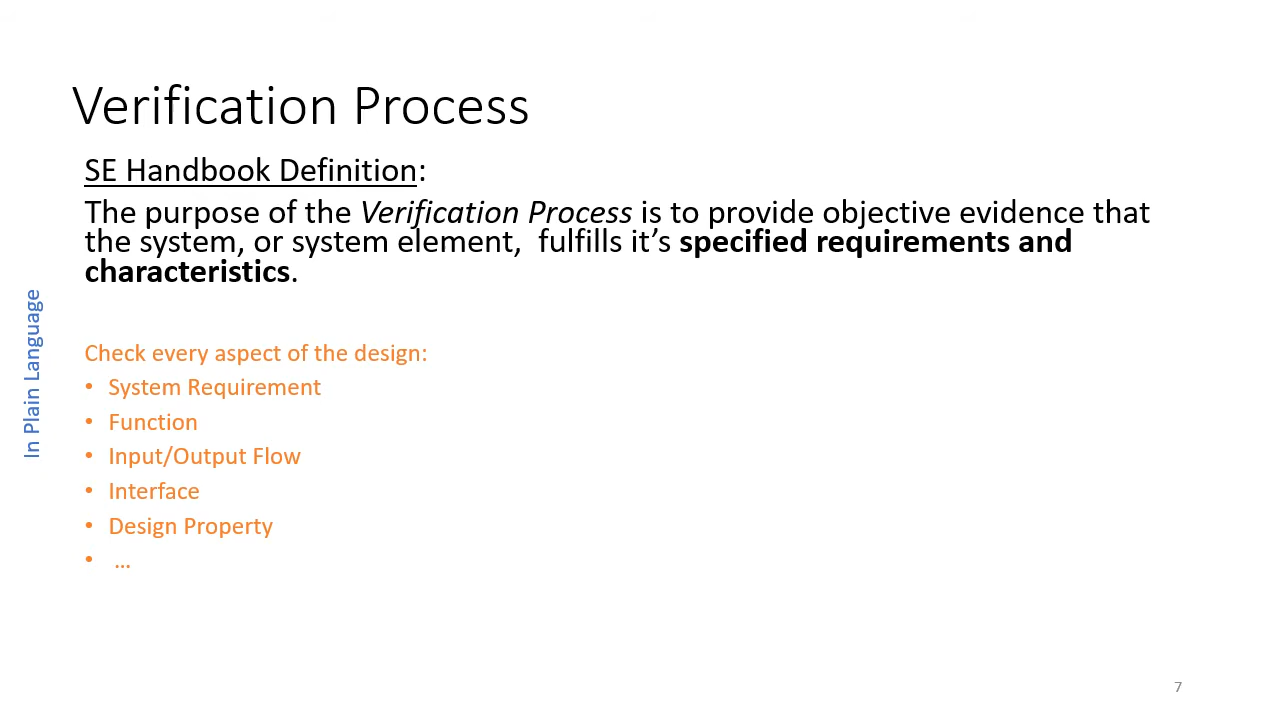 Verification Process
SE Handbook Definition:
The purpose of the Verification Process is to provide objective evidence that
the system, or system element,  fulfills it’s specified requirements and
characteristics.
In Plain Language
Check every aspect of the design:
• System Requirement
• Function
• Input/Output Flow
• Interface
• Design Property
• …
7